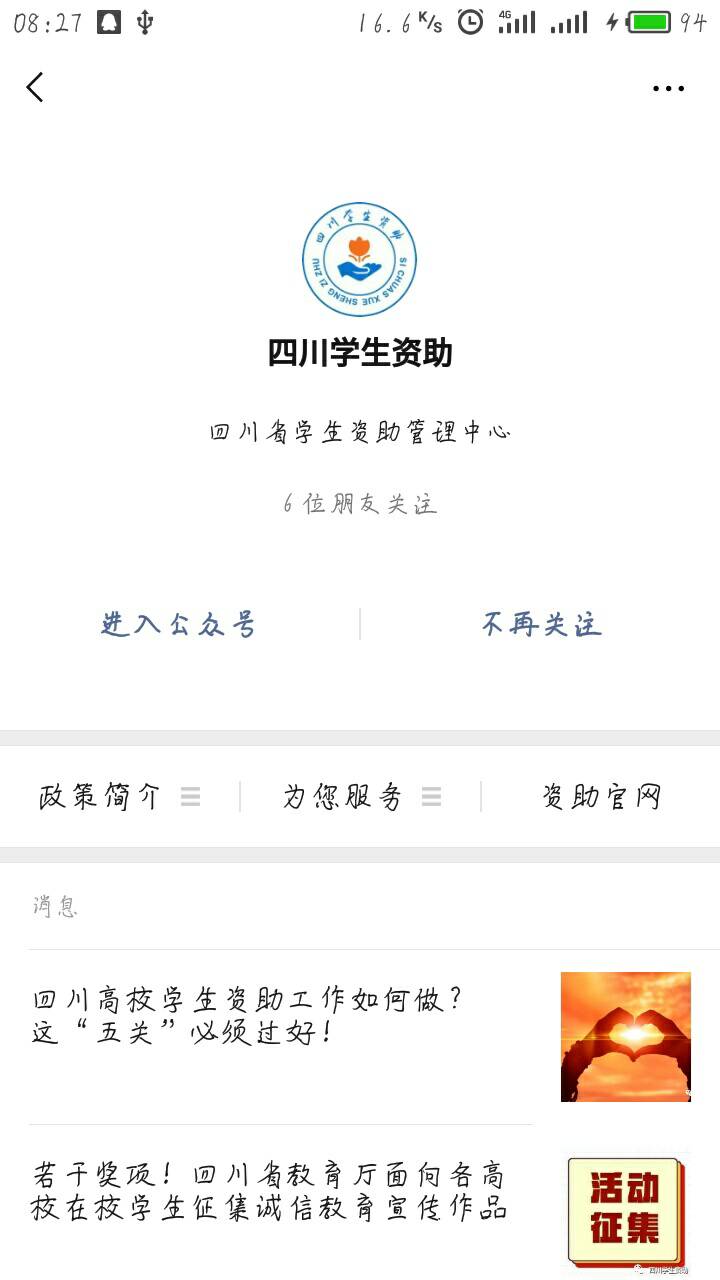 08:27
16.6 K/s
4G
94
四川学生资助
SI CHUAN XUE SHENG ZI ZHU
四川学生资助
四川省学生资助管理中心
6位朋友关注
进入公众号
不再关注
政策简介
为您服务
资助官网
消息
四川高校学生资助工作如何做？
这“五关”必须过好！
若干奖项！四川省教育厅面向各高
校在校学生征集诚信教育宣传作品
活动
征集
四川学生资助